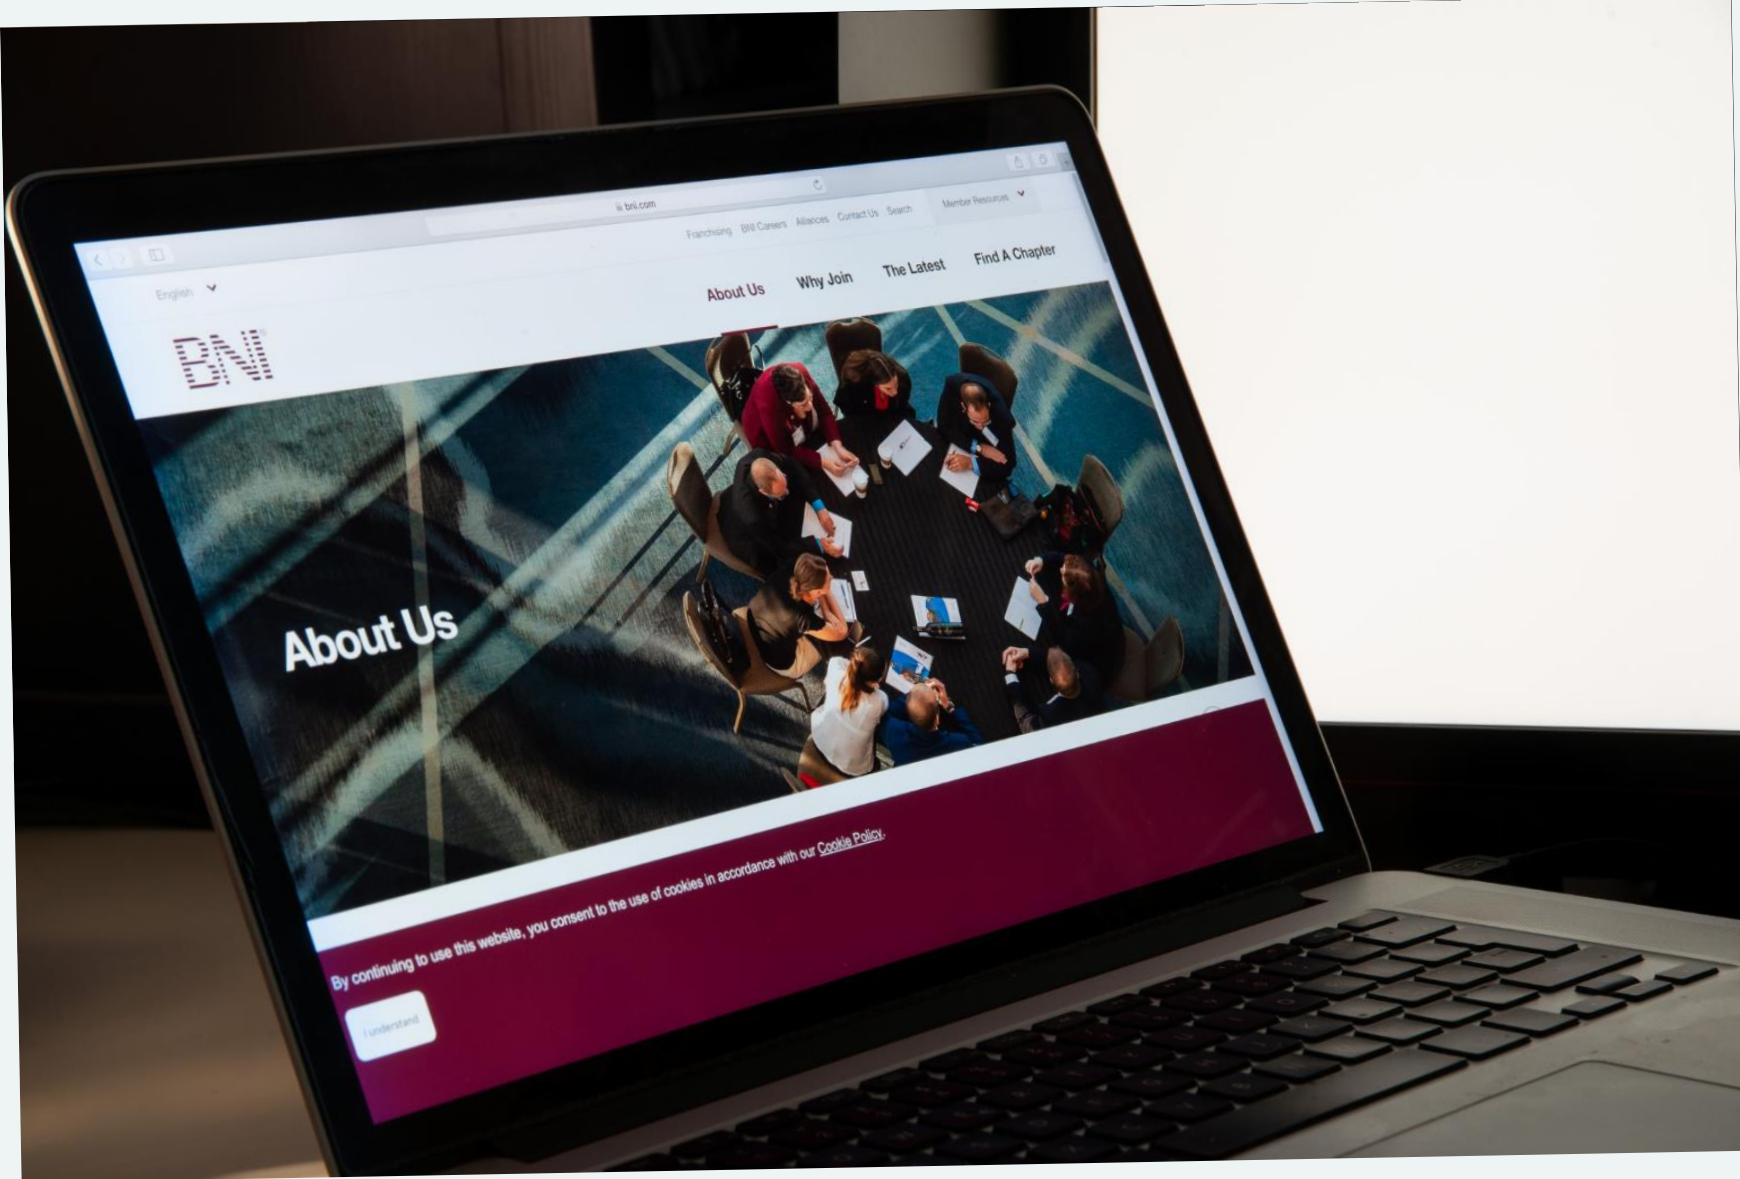 bni.com
Franchising BNI Careers Alliances Contact Us Search Member Resources
English
About Us Why Join The Latest Find A Chapter
BNI
About Us
By continuing to use this website, you consent to the use of cookies in accordance with our Cookie Policy.
I understand